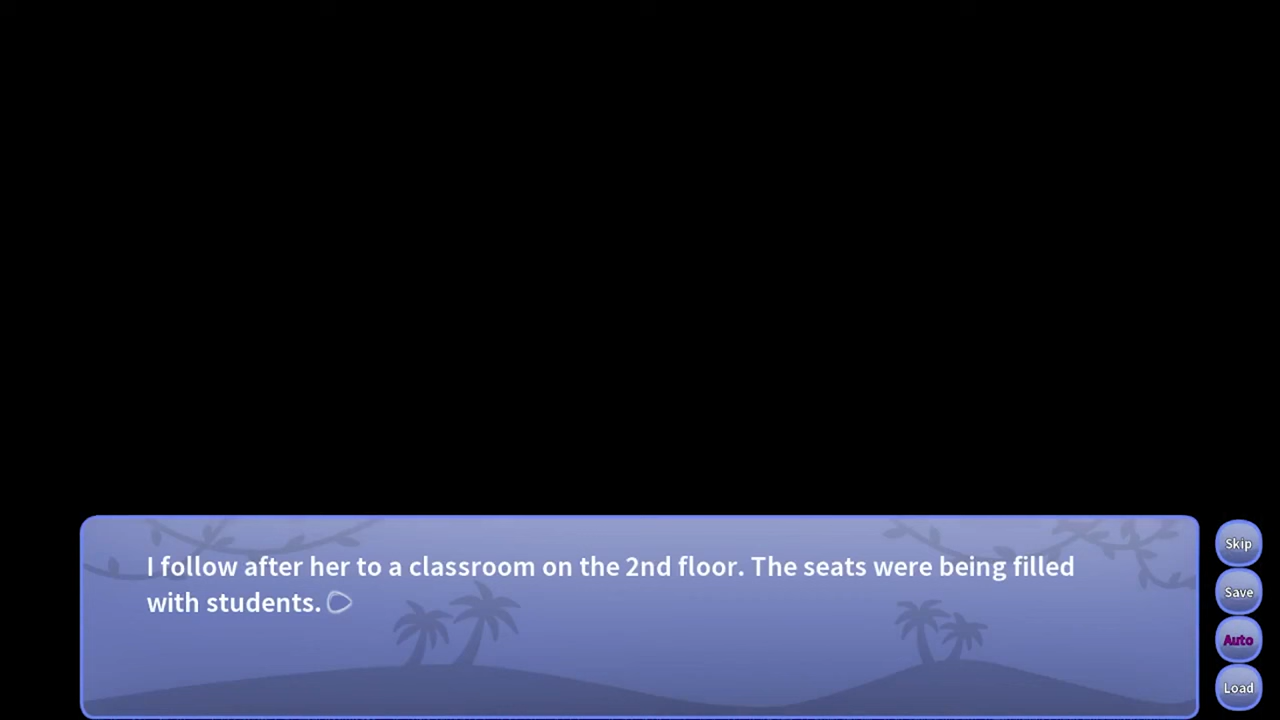 I follow after her to a classroom on the 2nd floor. The seats were being filled
with students.
Skip
Save
Auto
Load